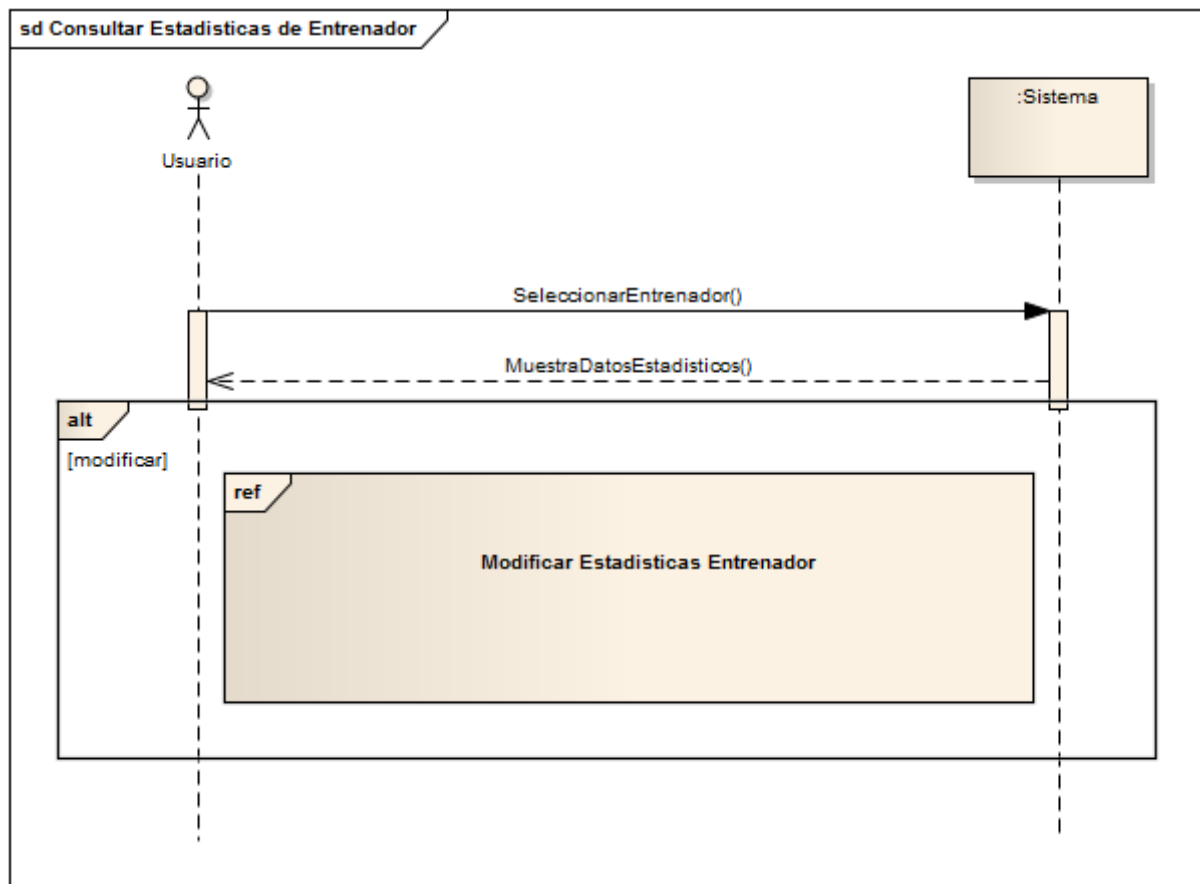 sd Consultar Estadisticas de Entrenador
Usuario
:Sistema
SeleccionarEntrenador()
MuestraDatosEstadisticos()
alt
[modificar]
ref
Modificar Estadisticas Entrenador